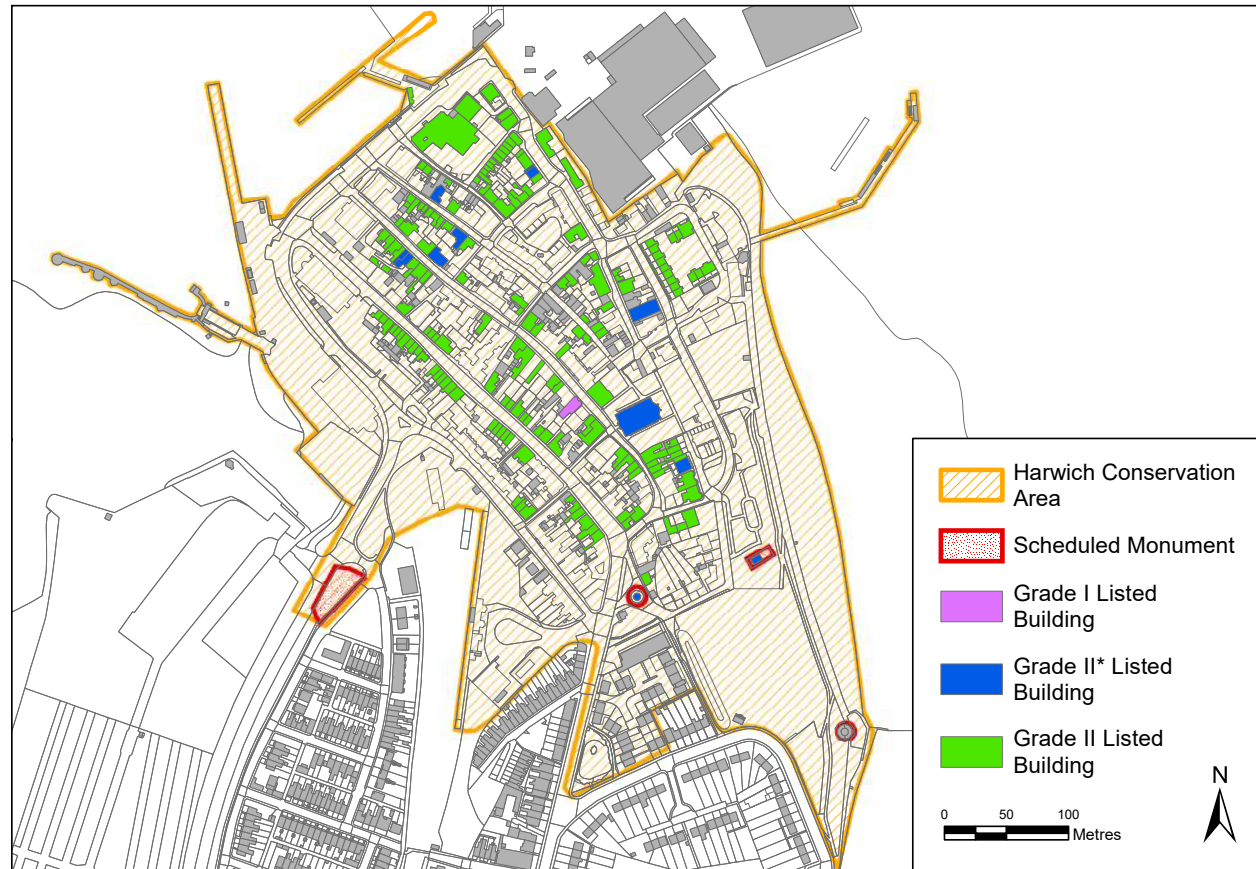 Harwich Conservation
Area
Scheduled Monument
Grade I Listed
Building
Grade II* Listed
Building
Grade II Listed
Building
N
0 50 100
Metres